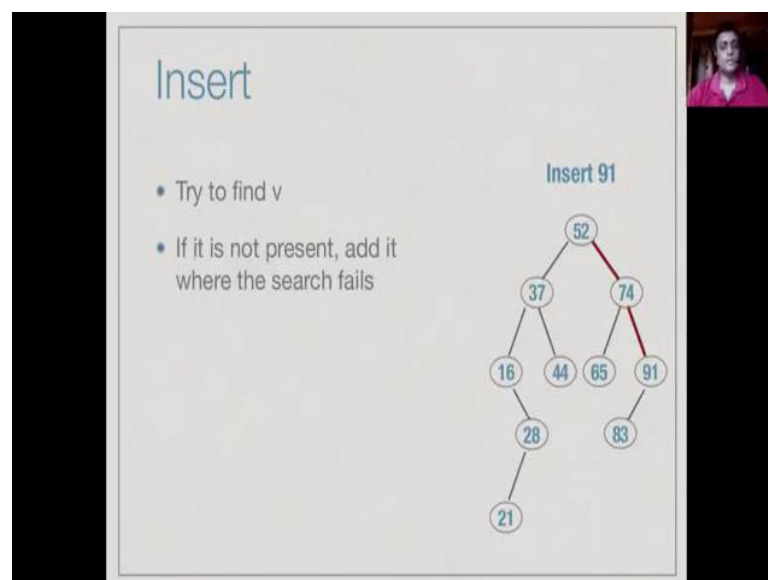 Insert
• Try to find v
• If it is not present, add it
where the search fails
Insert 91
52
37 74
16 44 65 91
28 83
21